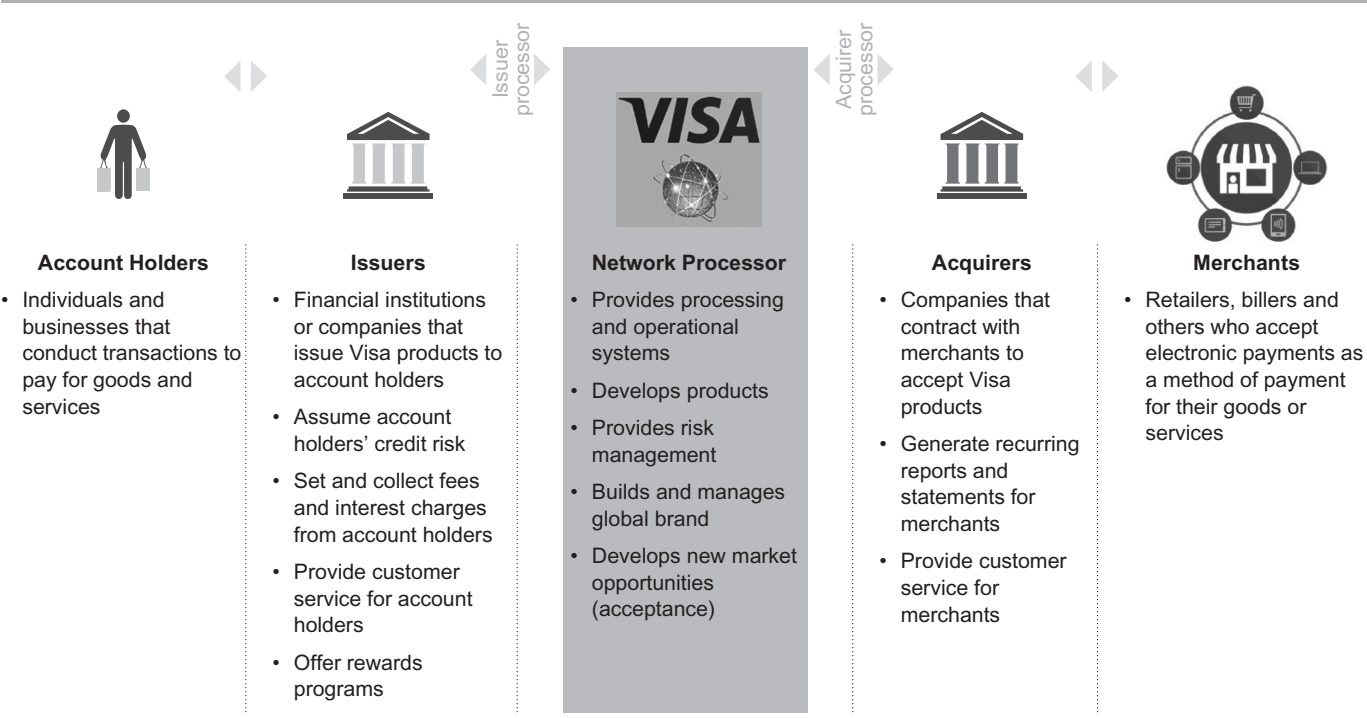 Issuer
processor
Acquirer
processor
VISA
Account Holders
• Individuals and
businesses that
conduct transactions to
pay for goods and
services
Issuers
• Financial institutions
or companies that
issue Visa products to
account holders
• Assume account
holders’ credit risk
• Set and collect fees
and interest charges
from account holders
• Provide customer
service for account
holders
• Offer rewards
programs
Network Processor
• Provides processing
and operational
systems
• Develops products
• Provides risk
management
• Builds and manages
global brand
• Develops new market
opportunities
(acceptance)
Acquirers
• Companies that
contract with
merchants to
accept Visa
products
• Generate recurring
reports and
statements for
merchants
• Provide customer
service for
merchants
Merchants
• Retailers, billers and
others who accept
electronic payments as
a method of payment
for their goods or
services